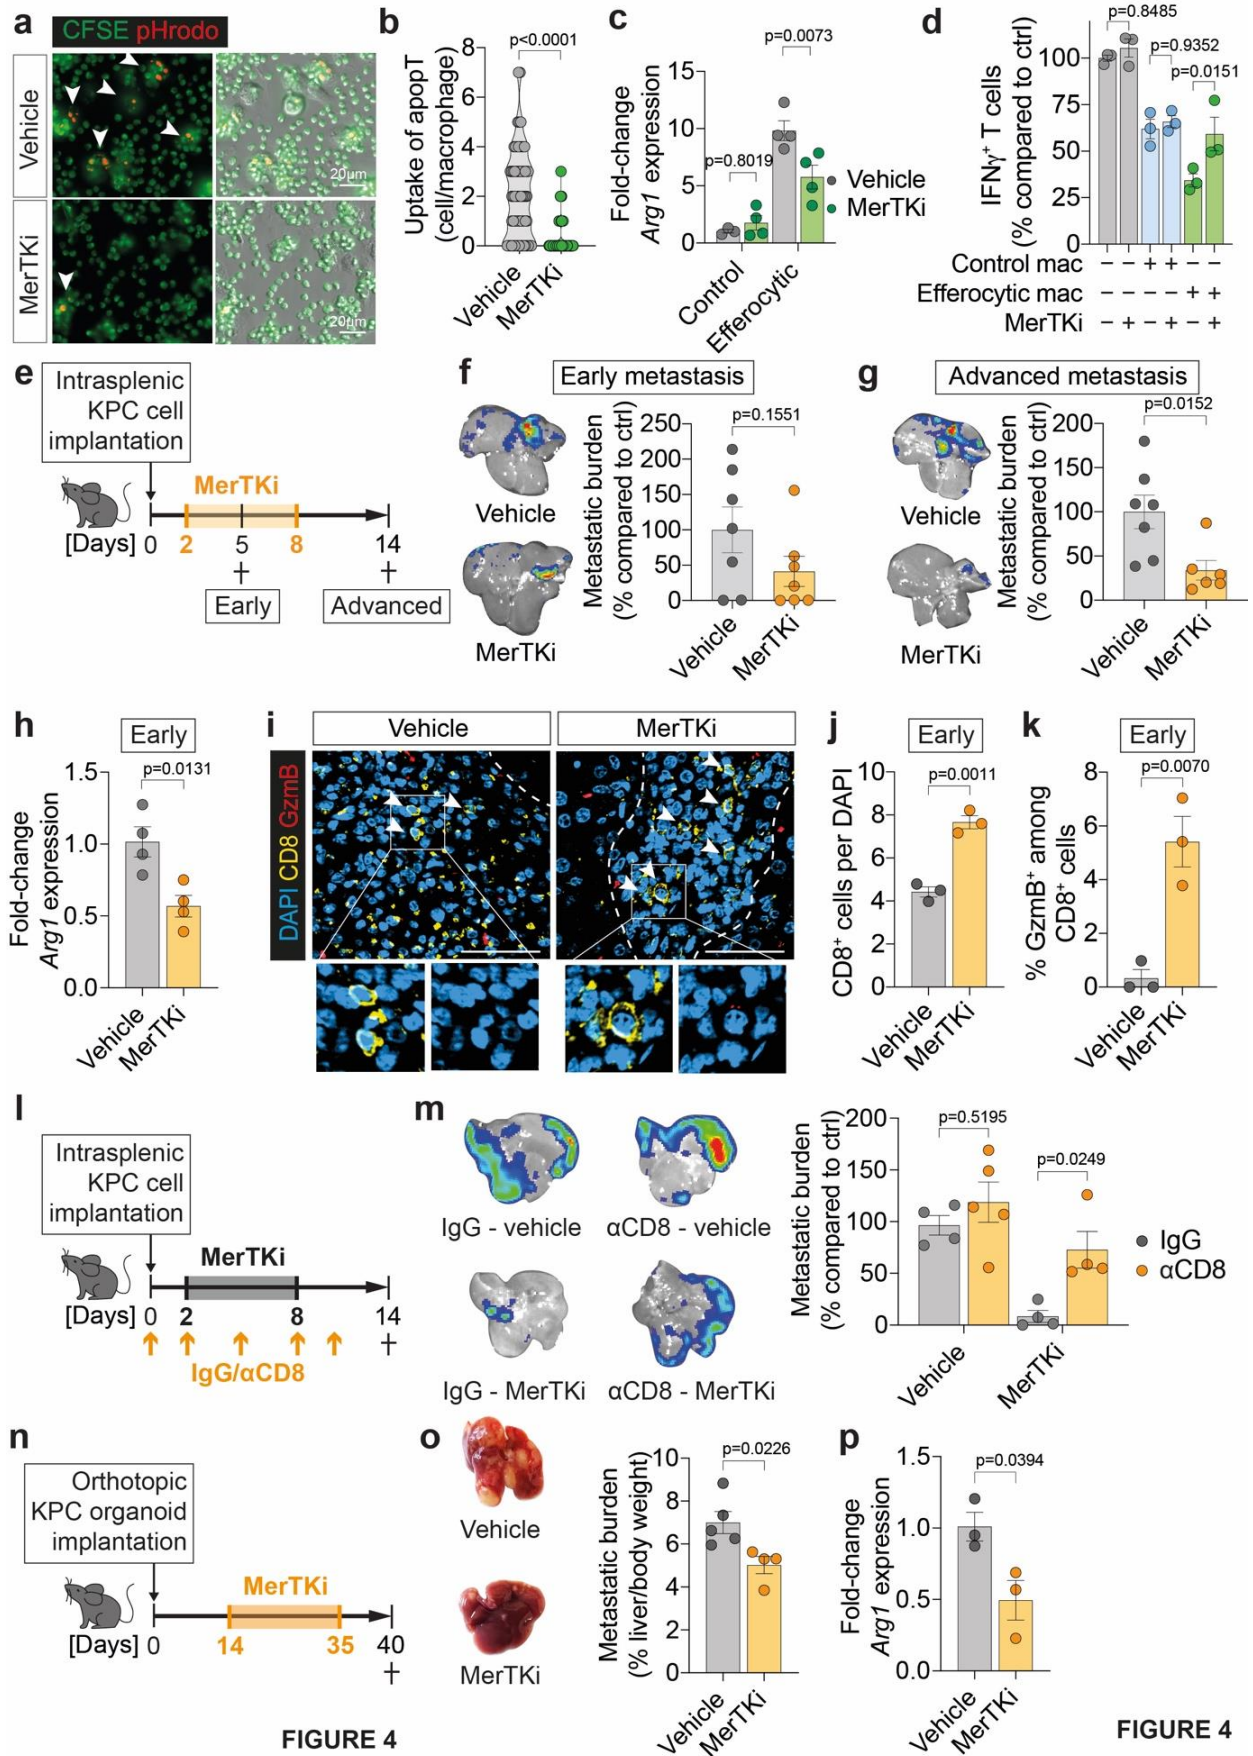 a
CFSE pHrodo
Vehicle
20µm
MerTKi
20µm
b
p<0.0001
Uptake of apopT
(cell/macrophage)
8
6
4
2
0
Vehicle
MerTKi
c
p=0.0073
p=0.8019
Fold-change
Arg1 expression
15
10
5
0
Control
Efferocytic
Vehicle
MerTKi
d
p=0.8485
p=0.9352
p=0.0151
IFNγ⁺ T cells
(% compared to ctrl)
100
75
50
25
0
Control mac − − + + − −
Efferocytic mac − − − − + +
MerTKi − + − + − +
e
Intrasplenic
KPC cell
implantation
MerTKi
[Days] 0 2 5 8 14
Early
Advanced
f
Early metastasis
Vehicle
MerTKi
Metastatic burden
(% compared to ctrl)
p=0.1551
250
200
150
100
50
0
Vehicle
MerTKi
g
Advanced metastasis
Vehicle
MerTKi
Metastatic burden
(% compared to ctrl)
p=0.0152
200
150
100
50
0
Vehicle
MerTKi
h
Early
p=0.0131
Fold-change
Arg1 expression
1.5
1.0
0.5
0.0
Vehicle
MerTKi
i
Vehicle
MerTKi
DAPI CD8 GzmB
j
Early
p=0.0011
CD8⁺ cells per DAPI
10
8
6
4
2
0
Vehicle
MerTKi
k
Early
p=0.0070
% GzmB⁺ among
CD8⁺ cells
8
6
4
2
0
Vehicle
MerTKi
l
Intrasplenic
KPC cell
implantation
MerTKi
[Days] 0 2 8 14
IgG/αCD8
m
IgG - vehicle
αCD8 - vehicle
IgG - MerTKi
αCD8 - MerTKi
Metastatic burden
(% compared to ctrl)
p=0.5195
p=0.0249
200
150
100
50
0
Vehicle
MerTKi
IgG
αCD8
n
Orthotopic
KPC organoid
implantation
MerTKi
[Days] 0 14 35 40
o
Vehicle
MerTKi
Metastatic burden
(% liver/body weight)
p=0.0226
10
8
6
4
2
0
Vehicle
MerTKi
p
p=0.0394
Fold-change
Arg1 expression
1.5
1.0
0.5
0.0
Vehicle
MerTKi
FIGURE 4
FIGURE 4